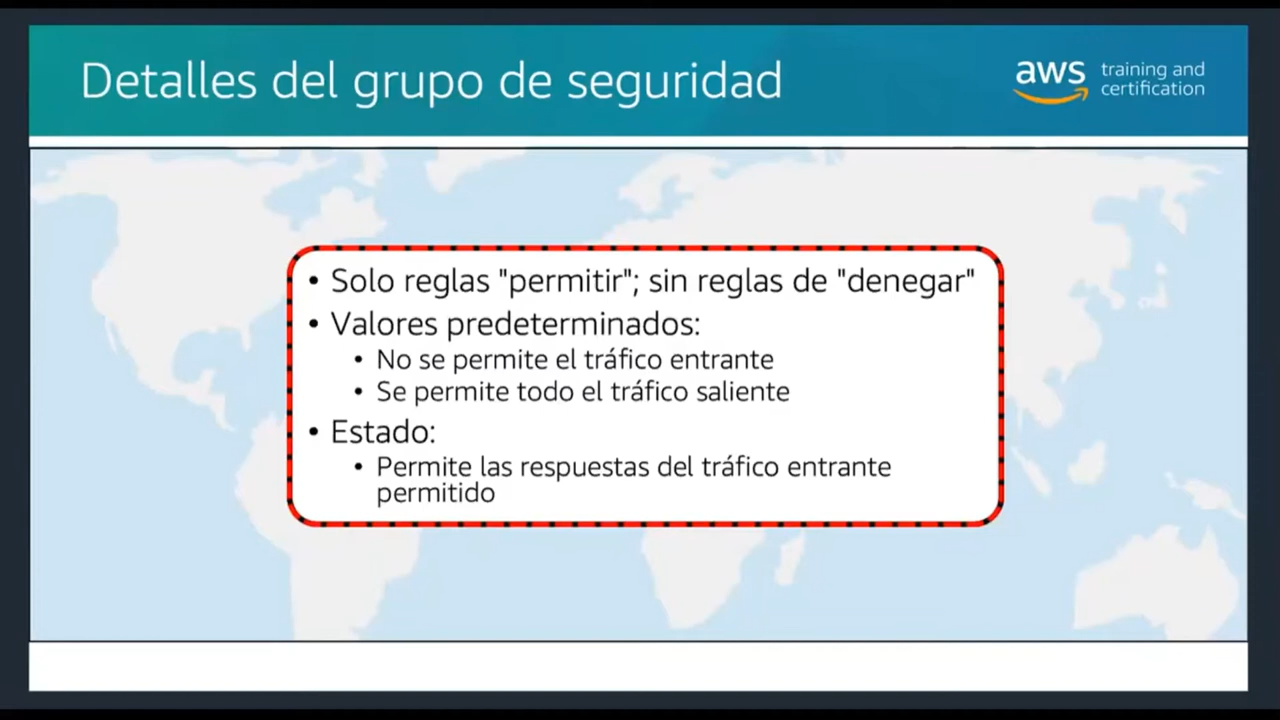 Detalles del grupo de seguridad
aws training and
certification
• Solo reglas "permitir"; sin reglas de "denegar"
• Valores predeterminados:
• No se permite el tráfico entrante
• Se permite todo el tráfico saliente
• Estado:
• Permite las respuestas del tráfico entrante
permitido